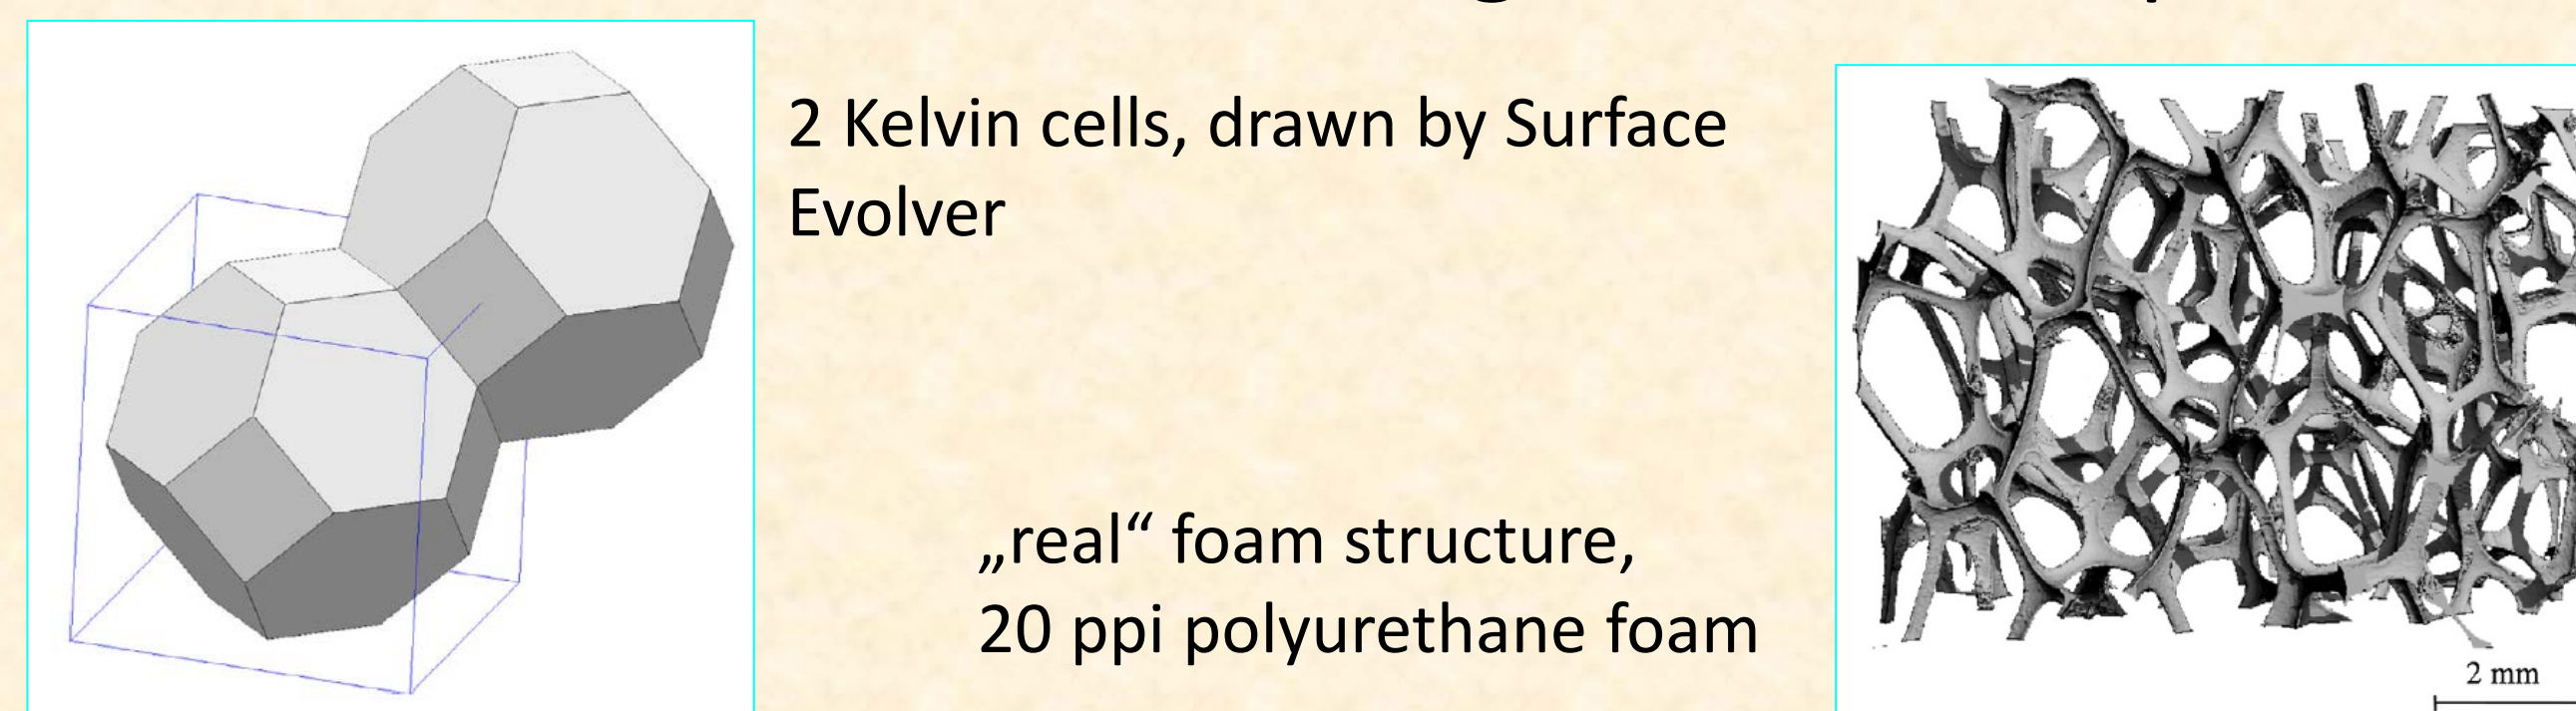 2 Kelvin cells, drawn by Surface
Evolver
„real“ foam structure,
20 ppi polyurethane foam
2 mm